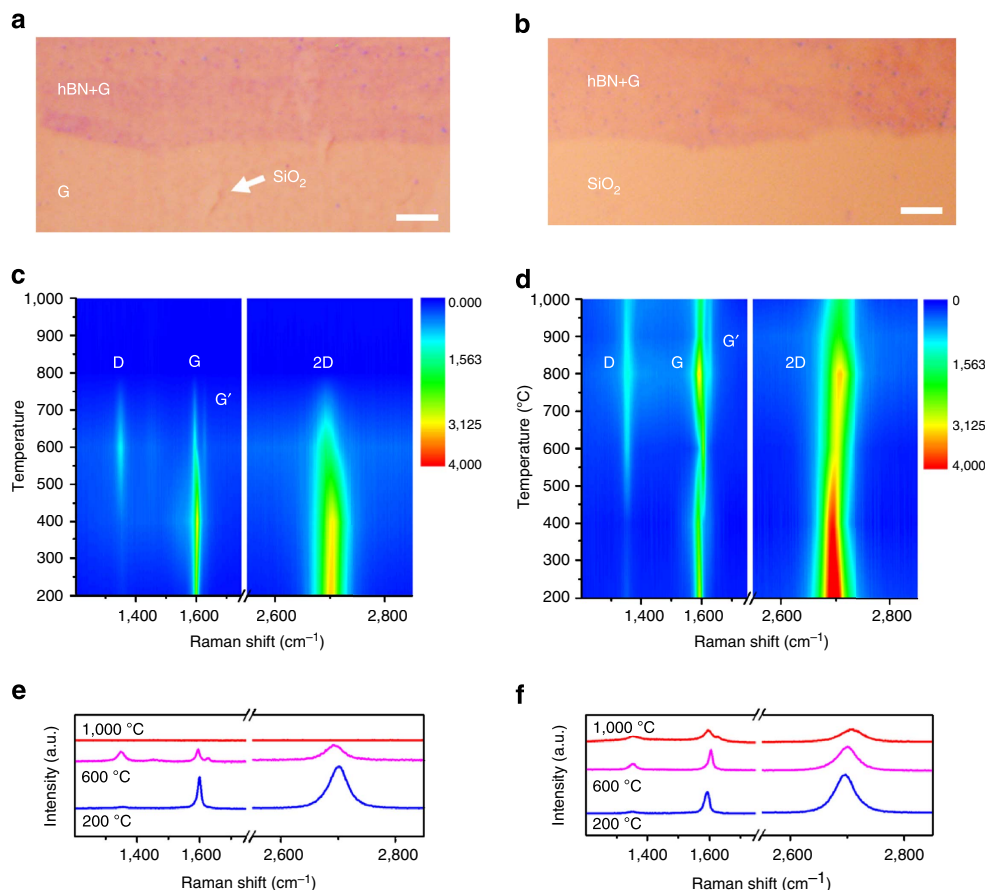 a
hBN+G
SiO2
G
b
hBN+G
SiO2
c
Temperature
1,000
900
800
700
600
500
400
300
200
D
G
G′
2D
0.000
1,563
3,125
4,000
1,400
1,600
2,600
2,800
Raman shift (cm−1)
d
Temperature (°C)
1,000
900
800
700
600
500
400
300
200
D
G
G′
2D
0
1,563
3,125
4,000
1,400
1,600
2,600
2,800
Raman shift (cm−1)
e
Intensity (a.u.)
1,000 °C
600 °C
200 °C
1,400
1,600
2,600
2,800
Raman shift (cm−1)
f
Intensity (a.u.)
1,000 °C
600 °C
200 °C
1,400
1,600
2,600
2,800
Raman shift (cm−1)